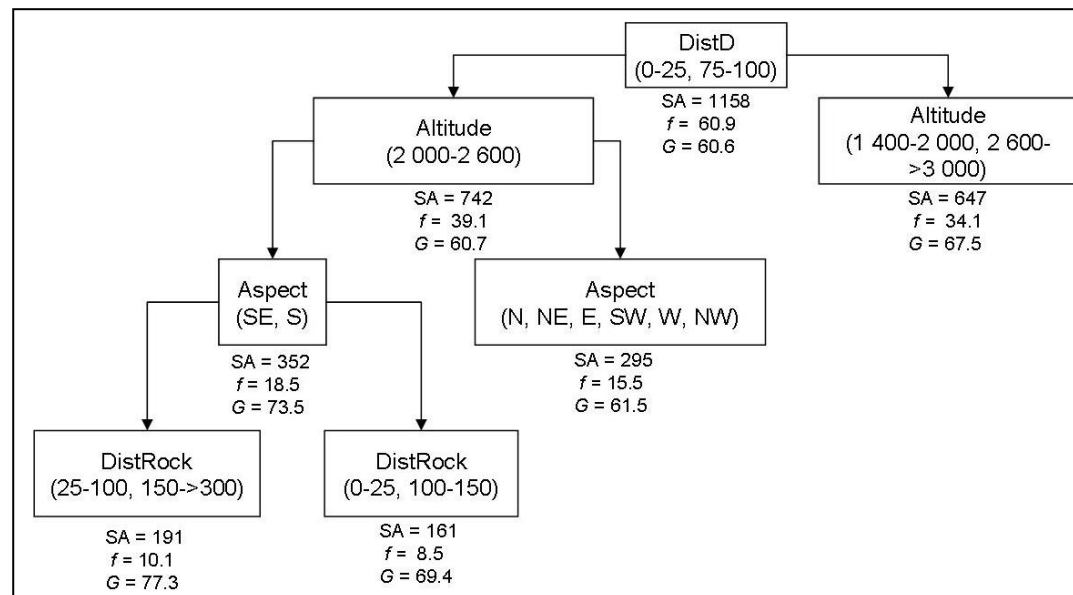 DistD
(0-25, 75-100)
SA = 1158
f = 60.9
G = 60.6
Altitude
(2 000-2 600)
SA = 742
f = 39.1
G = 60.7
Altitude
(1 400-2 000, 2 600-
>3 000)
SA = 647
f = 34.1
G = 67.5
Aspect
(SE, S)
SA = 352
f = 18.5
G = 73.5
Aspect
(N, NE, E, SW, W, NW)
SA = 295
f = 15.5
G = 61.5
DistRock
(25-100, 150->300)
SA = 191
f = 10.1
G = 77.3
DistRock
(0-25, 100-150)
SA = 161
f = 8.5
G = 69.4